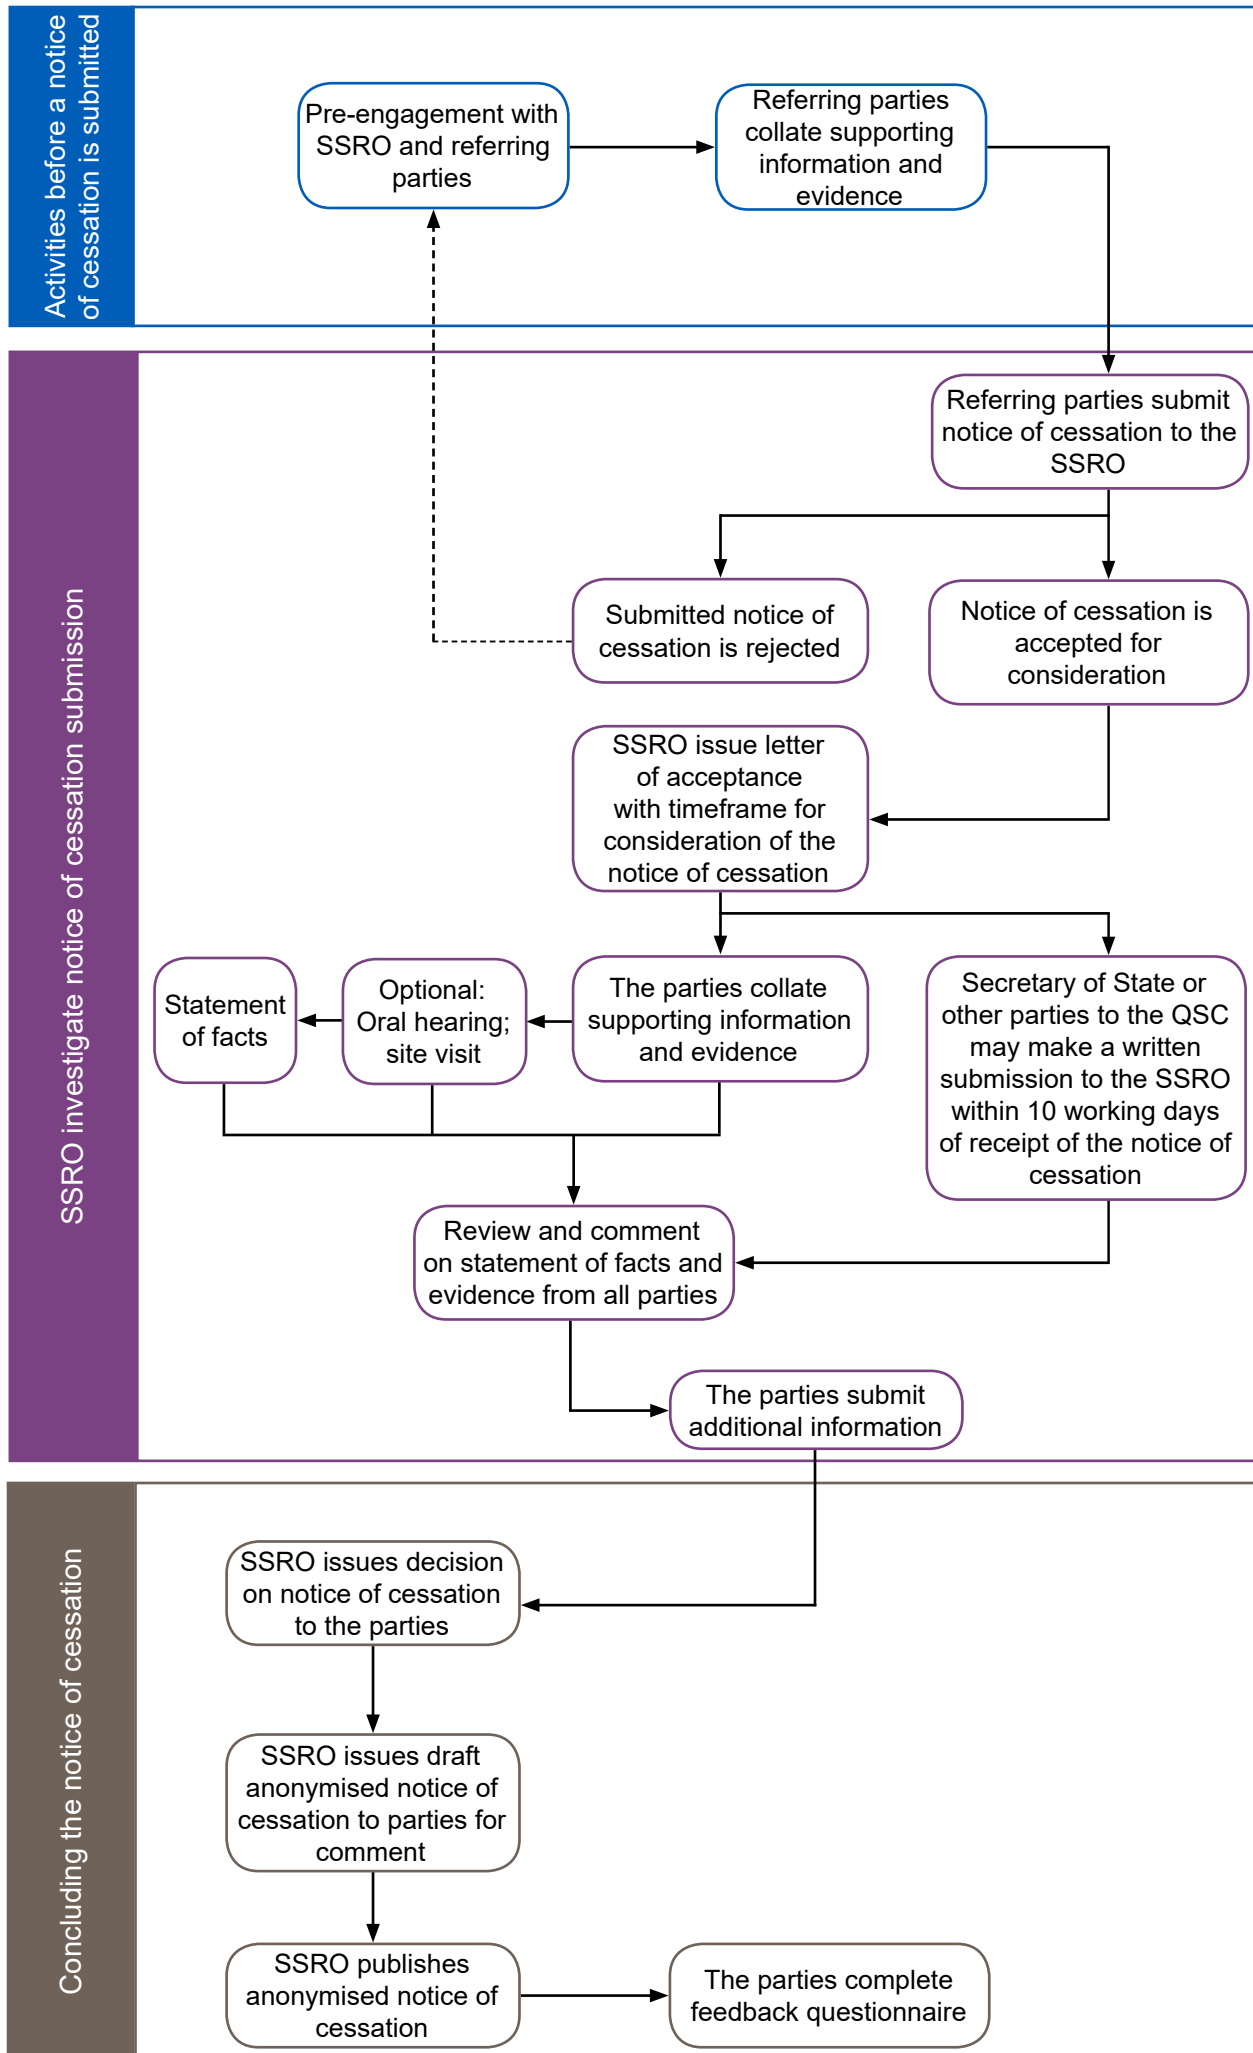 Activities before a notice
of cessation is submitted
Pre-engagement with
SSRO and referring
parties
Referring parties
collate supporting
information and
evidence
SSRO investigate notice of cessation submission
Referring parties submit
notice of cessation to the
SSRO
Submitted notice of
cessation is rejected
Notice of cessation is
accepted for
consideration
SSRO issue letter
of acceptance
with timeframe for
consideration of the
notice of cessation
Statement
of facts
Optional:
Oral hearing;
site visit
The parties collate
supporting information
and evidence
Secretary of State or
other parties to the QSC
may make a written
submission to the SSRO
within 10 working days
of receipt of the notice of
cessation
Review and comment
on statement of facts and
evidence from all parties
The parties submit
additional information
Concluding the notice of cessation
SSRO issues decision
on notice of cessation
to the parties
SSRO issues draft
anonymised notice of
cessation to parties for
comment
SSRO publishes
anonymised notice of
cessation
The parties complete
feedback questionnaire